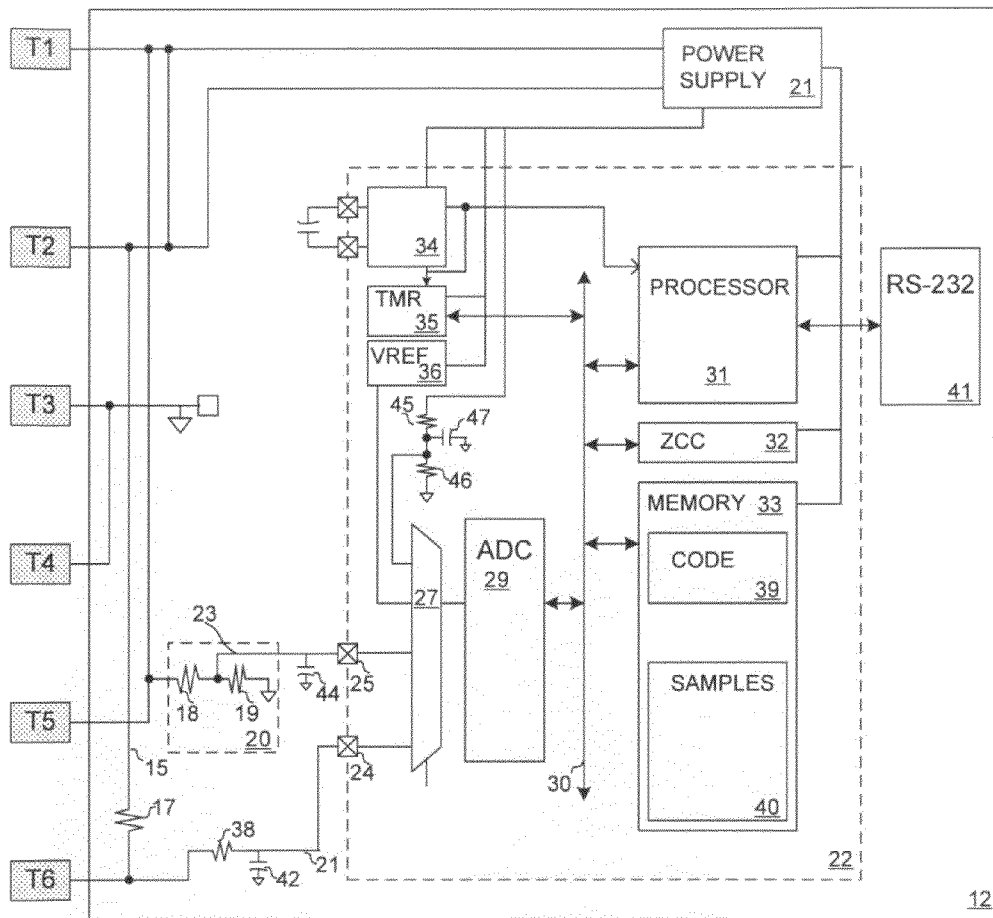 T1
POWER
SUPPLY
21
T2
34
TMR
35
VREF
36
PROCESSOR
31
RS-232
41
T3
45
47
46
ZCC
32
MEMORY
33
CODE
39
T4
ADC
29
27
23
44
25
SAMPLES
40
T5
18
19
20
24
15
30
17
38
T6
42
21
22
12